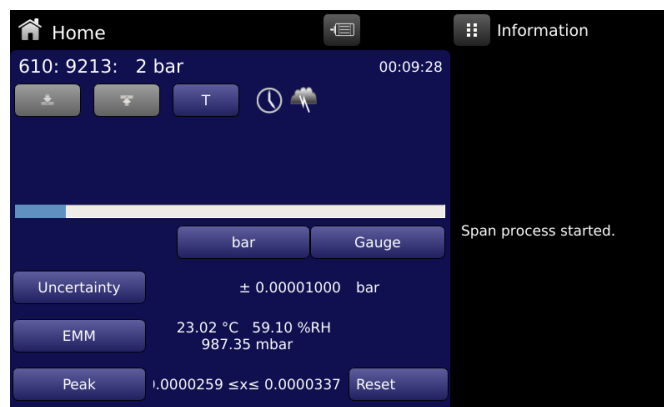 Home
Information
610: 9213:   2 bar
00:09:28
T
bar
Gauge
Span process started.
Uncertainty
± 0.00001000   bar
EMM
23.02 °C   59.10 %RH
987.35 mbar
Peak
.0000259 ≤x≤ 0.0000337
Reset